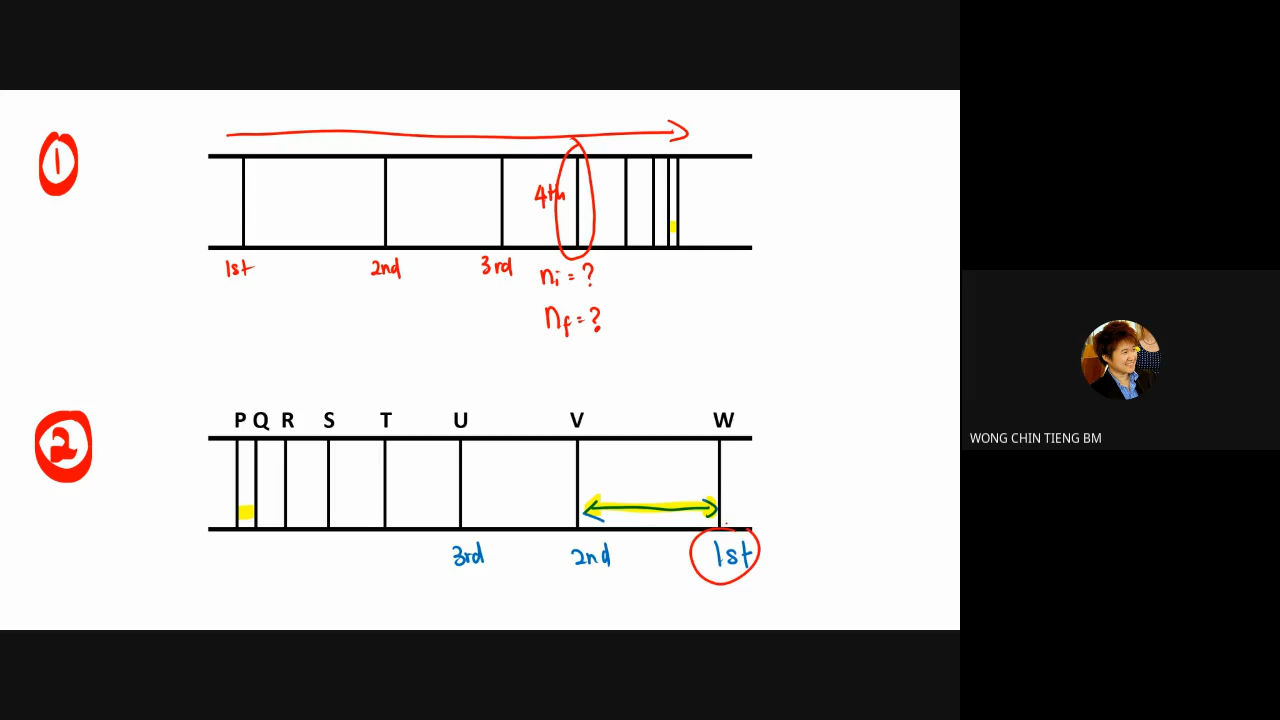 1
4th
1st 2nd 3rd ni = ?
nf = ?
2
P Q R S T U V W
3rd 2nd 1st
WONG CHIN TIENG BM